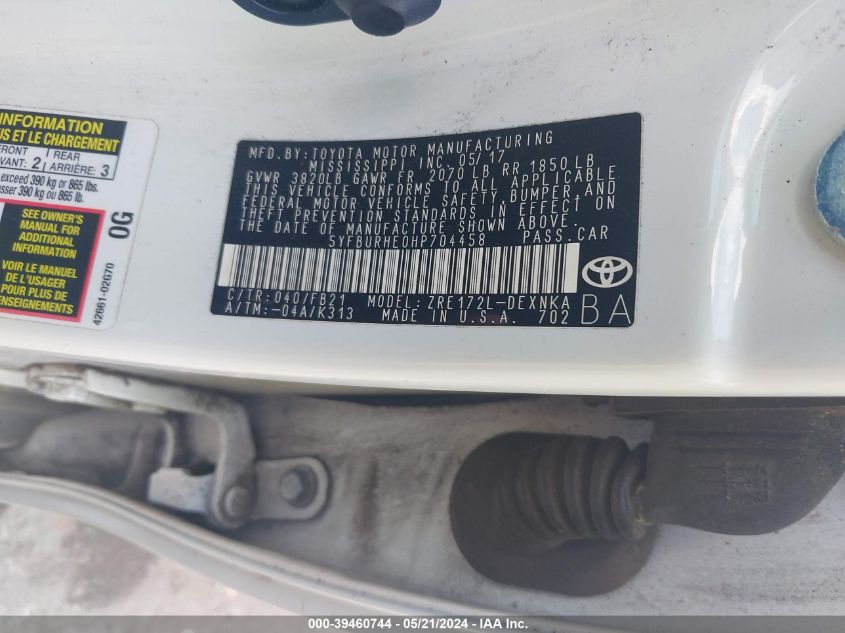 INFORMATION
US ET LE CHARGEMENT
FRONT
VANT: 2
REAR
ARRIÈRE: 3
exceed 390 kg or 865 lbs.
asser 390 kg ou 865 lb.
SEE OWNER'S
MANUAL FOR
ADDITIONAL
INFORMATION
VOIR LE MANUEL
DE L'USAGER
POUR PLUS DE
0G
42661-02G70
MFD.BY:TOYOTA MOTOR MANUFACTURING
MISSISSIPPI INC.05/17
GVWR 3820LB GAWR FR 2070 LB RR 1850 LB
THIS VEHICLE CONFORMS TO ALL APPLICABLE
FEDERAL MOTOR VEHICLE SAFETY,BUMPER,AND
THEFT PREVENTION STANDARDS IN EFFECT ON
THE DATE OF MANUFACTURE SHOWN ABOVE.
5YFBURHE0HP704458 PASS.CAR
C/TR:040/FB21 MODEL:ZRE172L-DEXNKA
A/TM:-04A/K313 MADE IN U.S.A. 702
BA
TOYOTA
000-39460744 - 05/21/2024 - IAA, Inc.